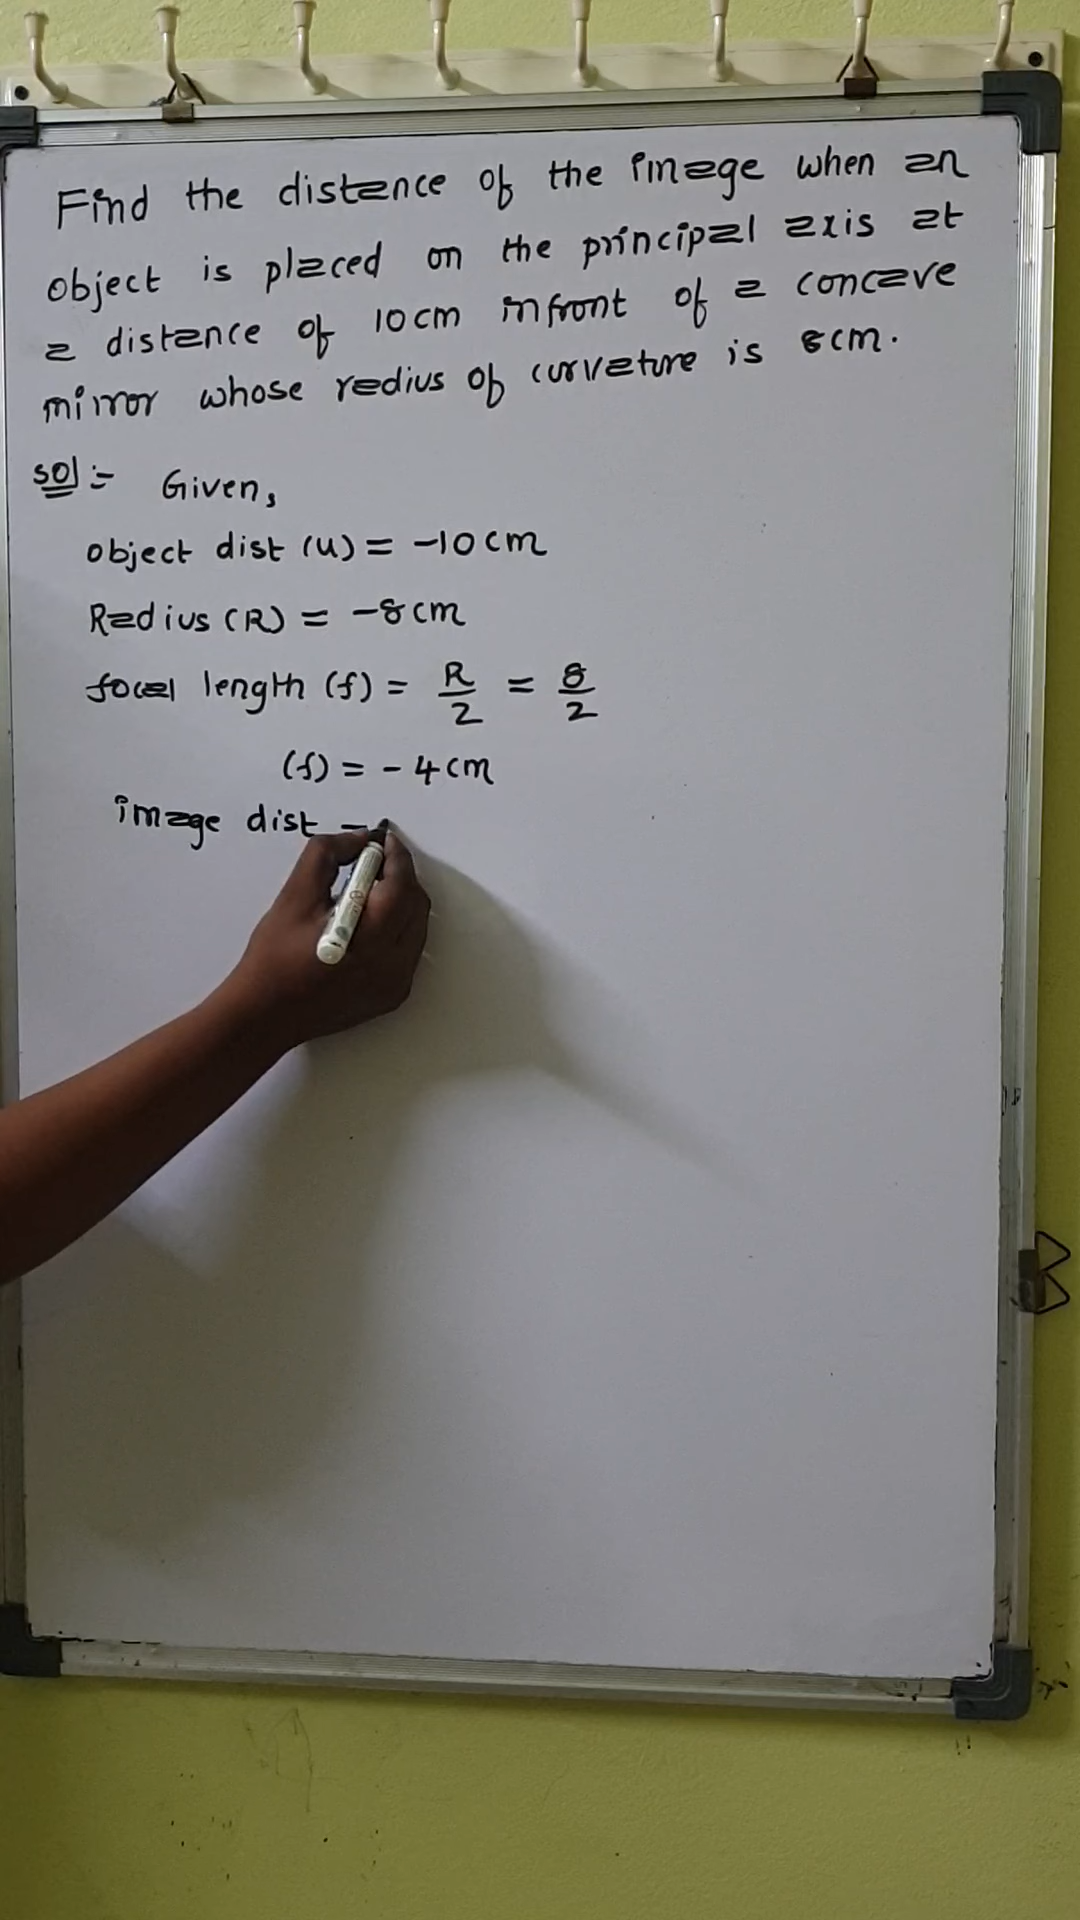 Find the distance of the image when an
object is placed on the principal axis at
a distance of 10cm infront of a concave
mirror whose radius of curvature is 8cm.
sol:- Given,
object dist (u) = -10cm
Radius (R) = -8cm
focal length (f) = R/2 = 8/2
(f) = -4cm
image dist -